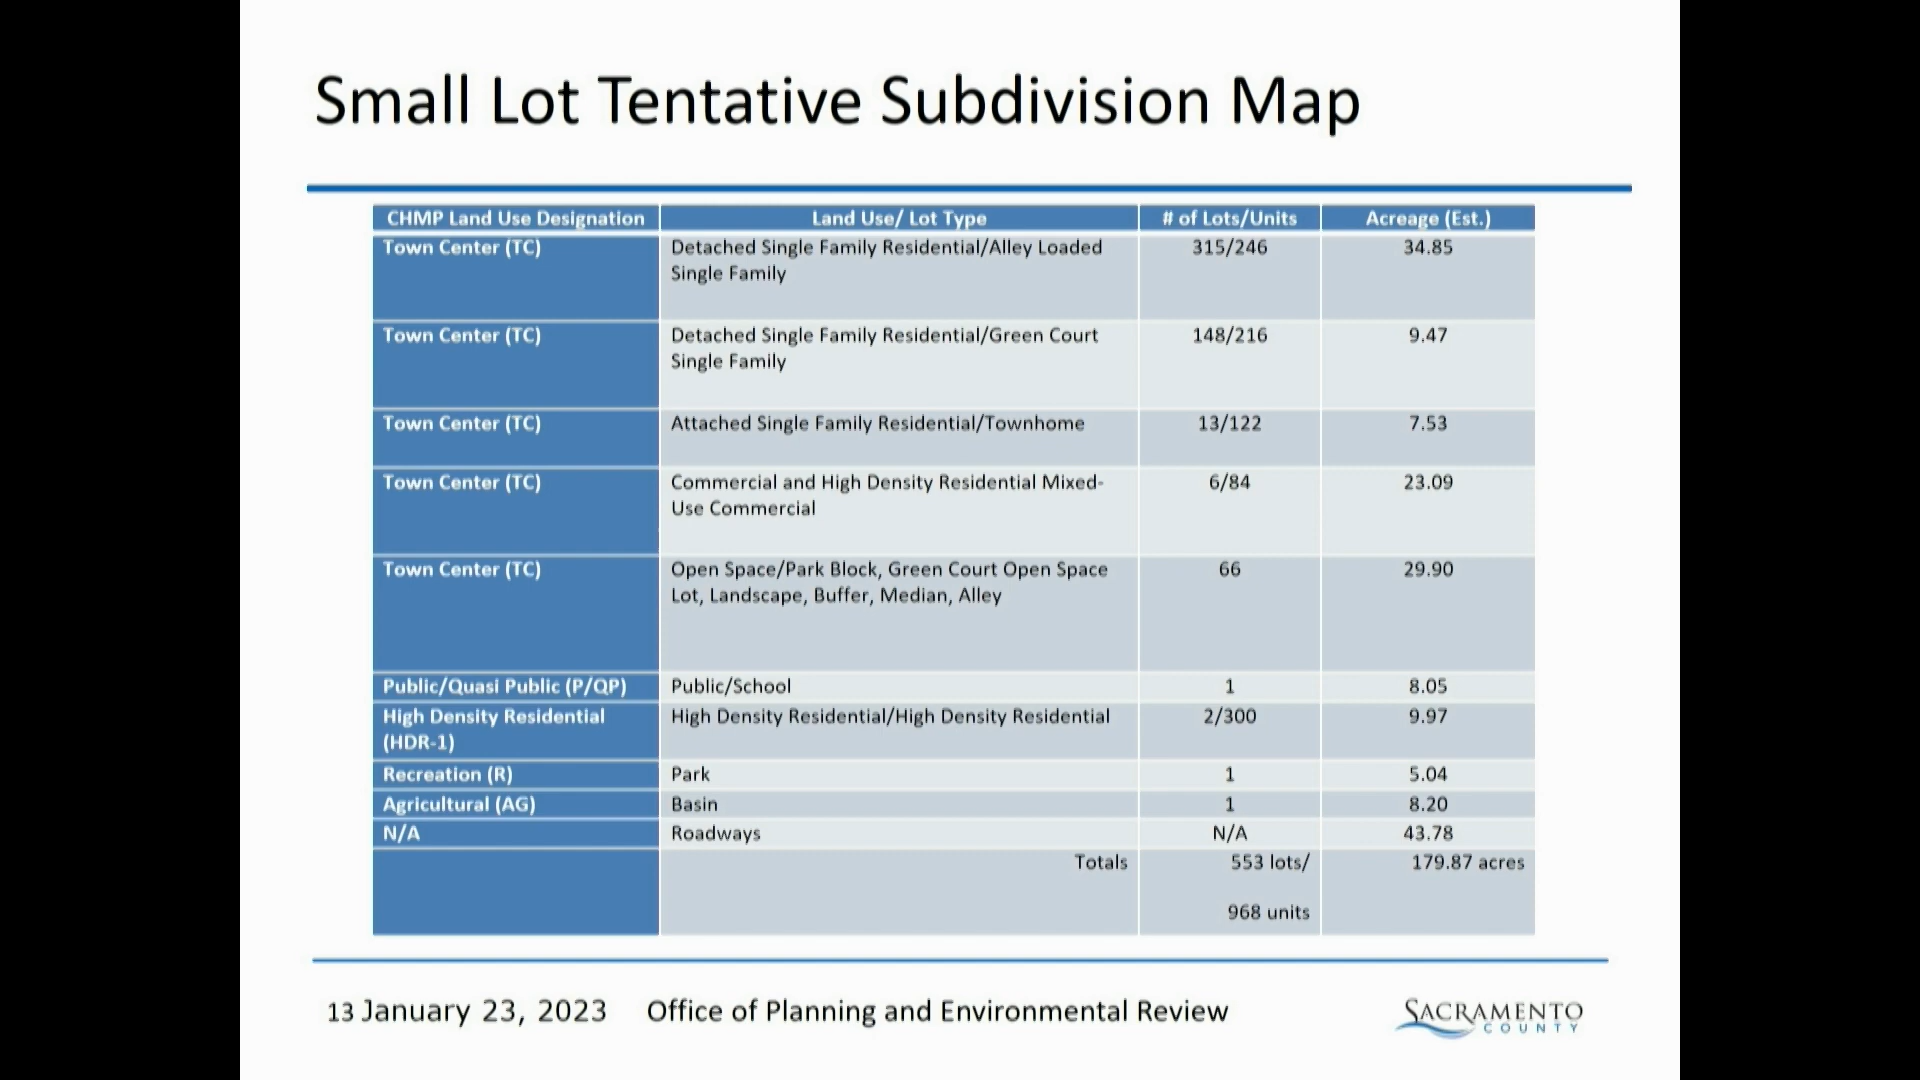 Small Lot Tentative Subdivision Map
CHMP Land Use Designation Land Use/ Lot Type # of Lots/Units Acreage (Est.)
Town Center (TC) Detached Single Family Residential/Alley Loaded 315/246 34.85
Single Family
Town Center (TC) Detached Single Family Residential/Green Court 148/216 9.47
Single Family
Town Center (TC) Attached Single Family Residential/Townhome 13/122 7.53
Town Center (TC) Commercial and High Density Residential Mixed- 6/84 23.09
Use Commercial
Town Center (TC) Open Space/Park Block, Green Court Open Space 66 29.90
Lot, Landscape, Buffer, Median, Alley
Public/Quasi Public (P/QP) Public/School 1 8.05
High Density Residential High Density Residential/High Density Residential 2/300 9.97
(HDR-1)
Recreation (R) Park 1 5.04
Agricultural (AG) Basin 1 8.20
N/A Roadways N/A 43.78
Totals 553 lots/ 179.87 acres
968 units
13 January 23, 2023 Office of Planning and Environmental Review
SACRAMENTO
COUNTY